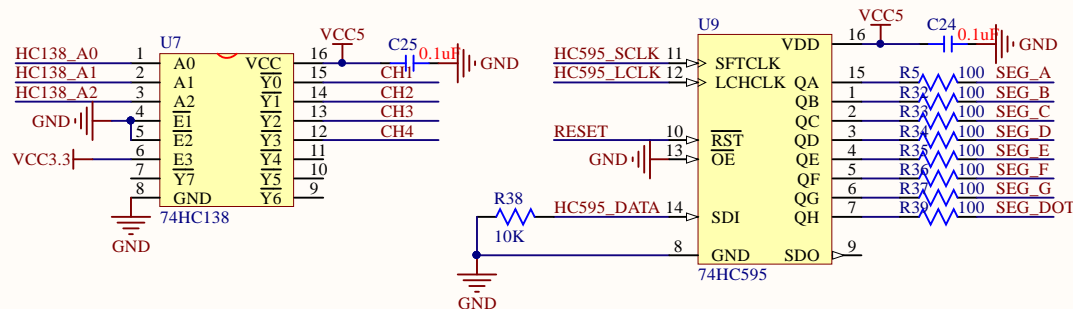 U7
HC138_A0 1 A0 VCC 16 VCC5 C25 0.1uF GND
HC138_A1 2 A1 Y0 15 CH1
HC138_A2 3 A2 Y1 14 CH2
GND 4 E1 Y2 13 CH3
5 E2 Y3 12 CH4
VCC3.3 6 E3 Y4 11
7 Y7 Y5 10
8 GND Y6 9
GND 74HC138
U9
VDD 16 VCC5 C24 0.1uF GND
HC595_SCLK 11 SFTCLK
HC595_LCLK 12 LCHCLK
QA 15 R5 100 SEG_A
QB 1 R32 100 SEG_B
QC 2 R33 100 SEG_C
RESET 10 RST QD 3 R34 100 SEG_D
GND 13 OE QE 4 R35 100 SEG_E
QF 5 R36 100 SEG_F
QG 6 R37 100 SEG_G
R38 10K HC595_DATA 14 SDI QH 7 R39 100 SEG_DOT
8 GND SDO 9
GND 74HC595